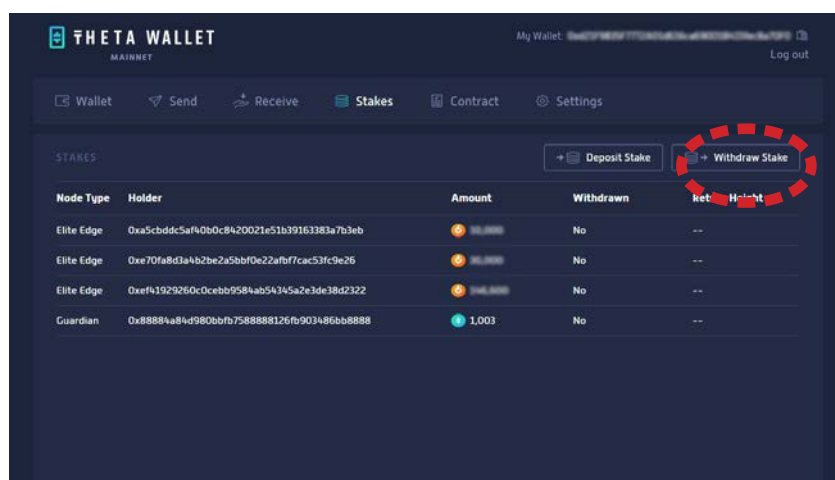 ŦHETA WALLET
MAINNET
My Wallet:
Log out
Wallet Send Receive Stakes Contract Settings
STAKES
Deposit Stake Withdraw Stake
Node Type Holder Amount Withdrawn Height
Elite Edge 0xa5cbddc5af40b0c8420021e51b39163383a7b3eb No --
Elite Edge 0xe70fa8d3a4b2be2a5bbf0e22afbf7cac53fc9e26 No --
Elite Edge 0xef41929260c0cebb9584ab54345a2e3de38d2322 No --
Guardian 0x88884a84d980bbfb7588888126fb903486bb8888 1,003 No --